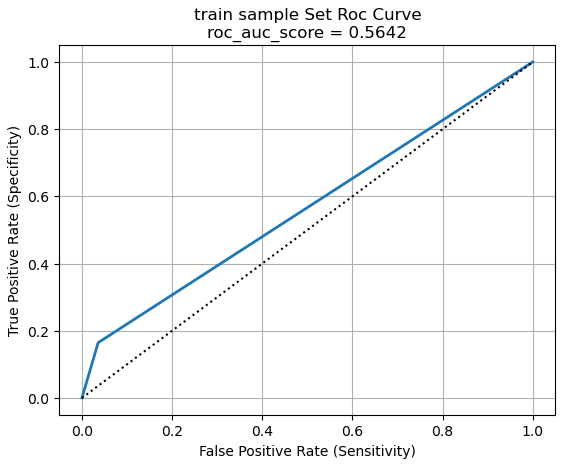 train sample Set Roc Curve
roc_auc_score = 0.5642
1.0
0.8
0.6
0.4
0.2
0.0
True Positive Rate (Specificity)
0.0 0.2 0.4 0.6 0.8 1.0
False Positive Rate (Sensitivity)